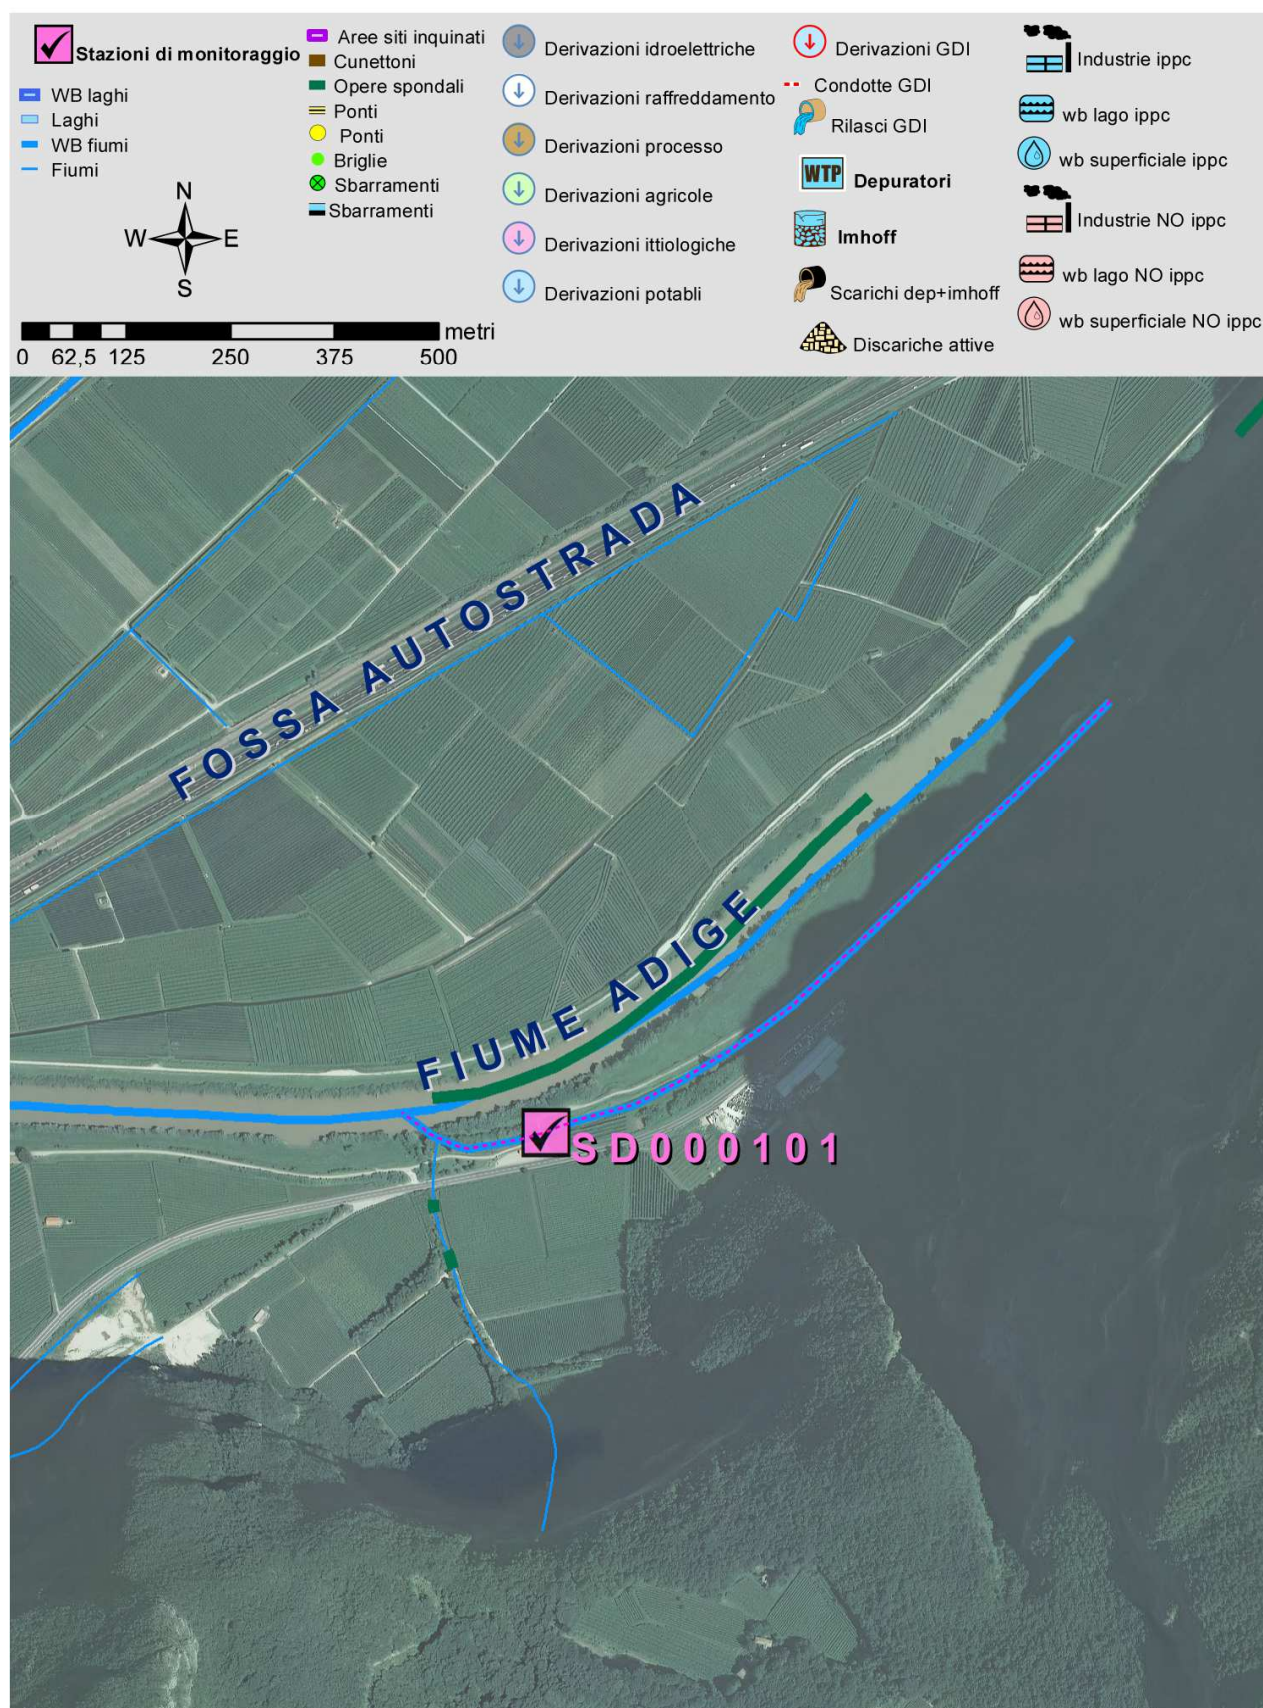 Stazioni di monitoraggio
WB laghi
Laghi
WB fiumi
Fiumi
N
W E
S
metri
0 62,5 125 250 375 500
Aree siti inquinati
Cunettoni
Opere spondali
Ponti
Ponti
Briglie
Sbarramenti
Sbarramenti
Derivazioni idroelettriche
Derivazioni raffreddamento
Derivazioni processo
Derivazioni agricole
Derivazioni ittiologiche
Derivazioni potabli
Derivazioni GDI
Condotte GDI
Rilasci GDI
WTP Depuratori
Imhoff
Scarichi dep+imhoff
Discariche attive
Industrie ippc
wb lago ippc
wb superficiale ippc
Industrie NO ippc
wb lago NO ippc
wb superficiale NO ippc
FOSSA AUTOSTRADA
FIUME ADIGE
SD000101